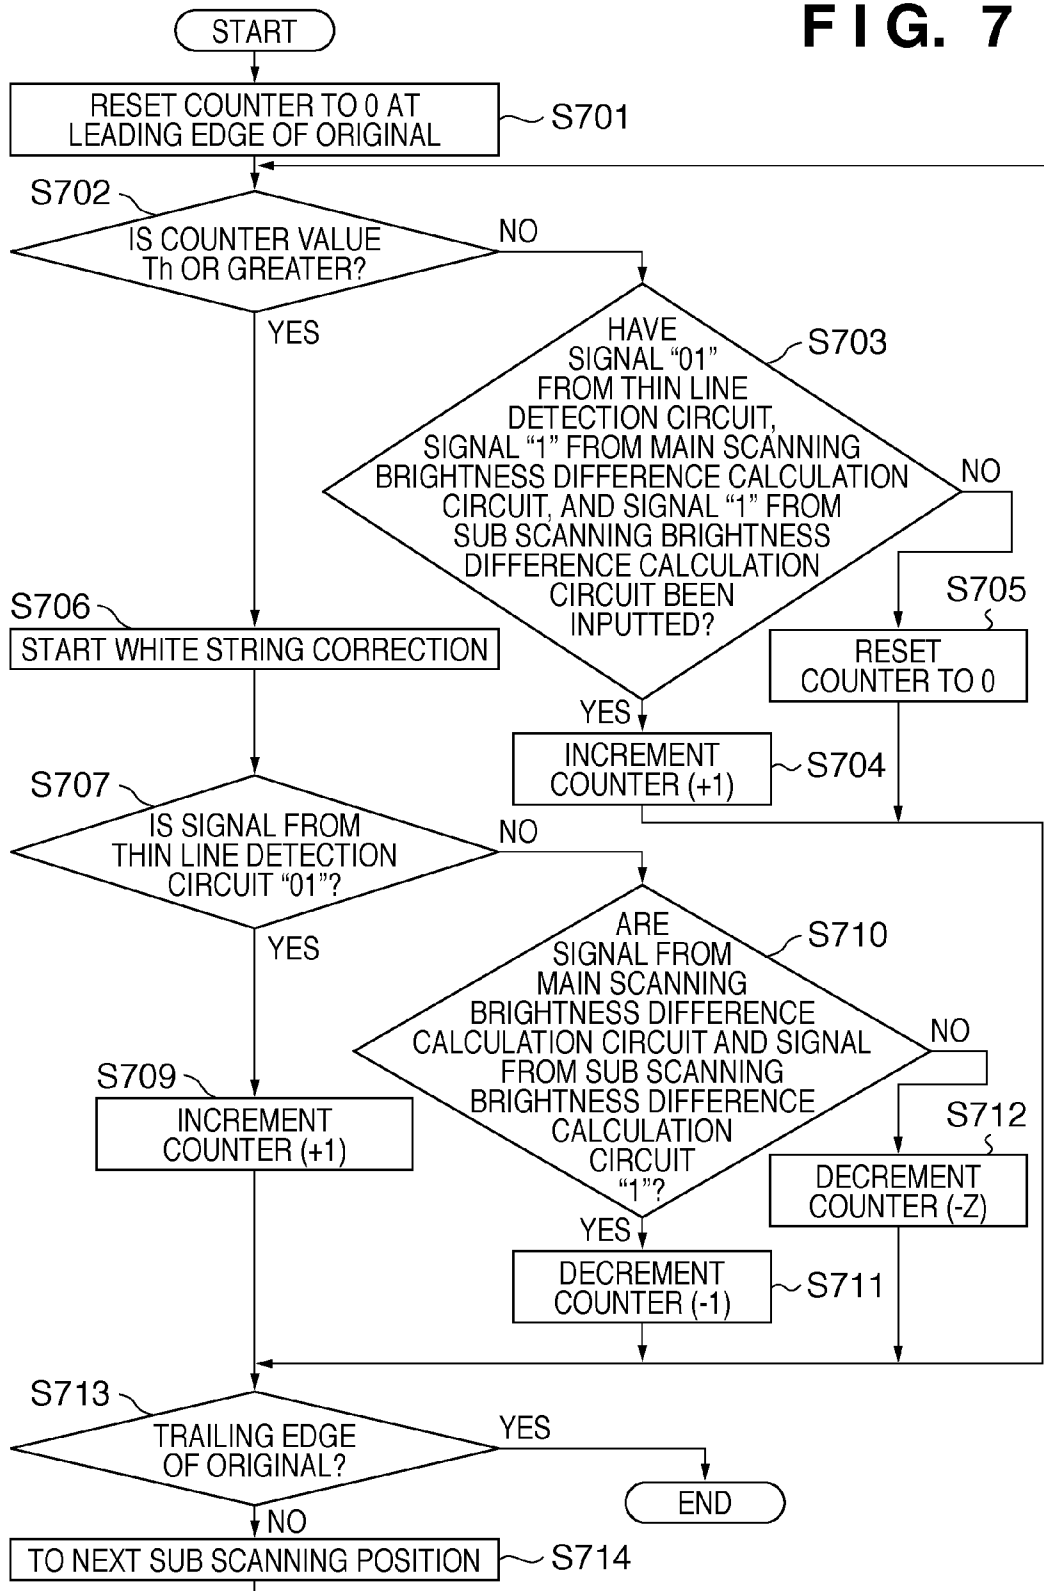 FIG. 7
START
RESET COUNTER TO 0 AT
LEADING EDGE OF ORIGINAL
S701
S702
IS COUNTER VALUE
Th OR GREATER?
NO
YES
HAVE
SIGNAL “01”
FROM THIN LINE
DETECTION CIRCUIT,
SIGNAL “1” FROM MAIN SCANNING
BRIGHTNESS DIFFERENCE CALCULATION
CIRCUIT, AND SIGNAL “1” FROM
SUB SCANNING BRIGHTNESS
DIFFERENCE CALCULATION
CIRCUIT BEEN
INPUTTED?
S703
NO
YES
S705
RESET
COUNTER TO 0
INCREMENT
COUNTER (+1)
S704
S706
START WHITE STRING CORRECTION
S707
IS SIGNAL FROM
THIN LINE DETECTION
CIRCUIT “01”?
NO
YES
S709
INCREMENT
COUNTER (+1)
ARE
SIGNAL FROM
MAIN SCANNING
BRIGHTNESS DIFFERENCE
CALCULATION CIRCUIT AND SIGNAL
FROM SUB SCANNING
BRIGHTNESS DIFFERENCE
CALCULATION
CIRCUIT
“1”?
S710
NO
YES
S712
DECREMENT
COUNTER (-Z)
DECREMENT
COUNTER (-1)
S711
S713
TRAILING EDGE
OF ORIGINAL?
YES
END
NO
TO NEXT SUB SCANNING POSITION
S714